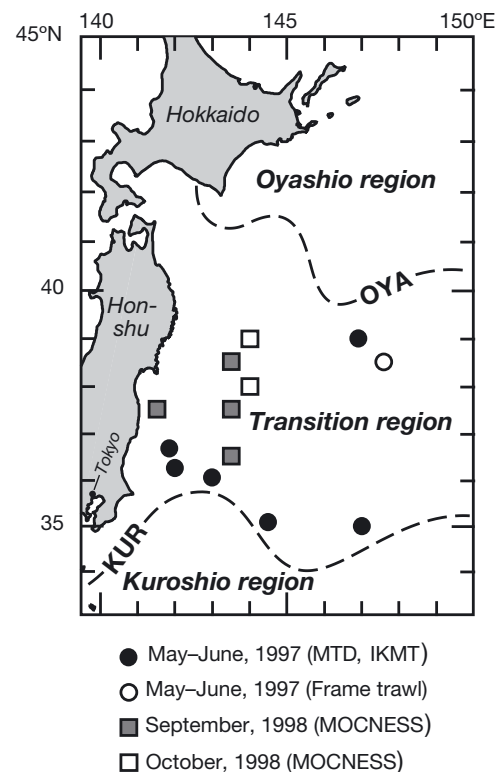 140 145 150ºE
45ºN
Hokkaido
Oyashio region
40
OYA
Hon-
shu
Transition region
Tokyo
35
KUR
Kuroshio region
May–June, 1997 (MTD, IKMT)
May–June, 1997 (Frame trawl)
September, 1998 (MOCNESS)
October, 1998 (MOCNESS)